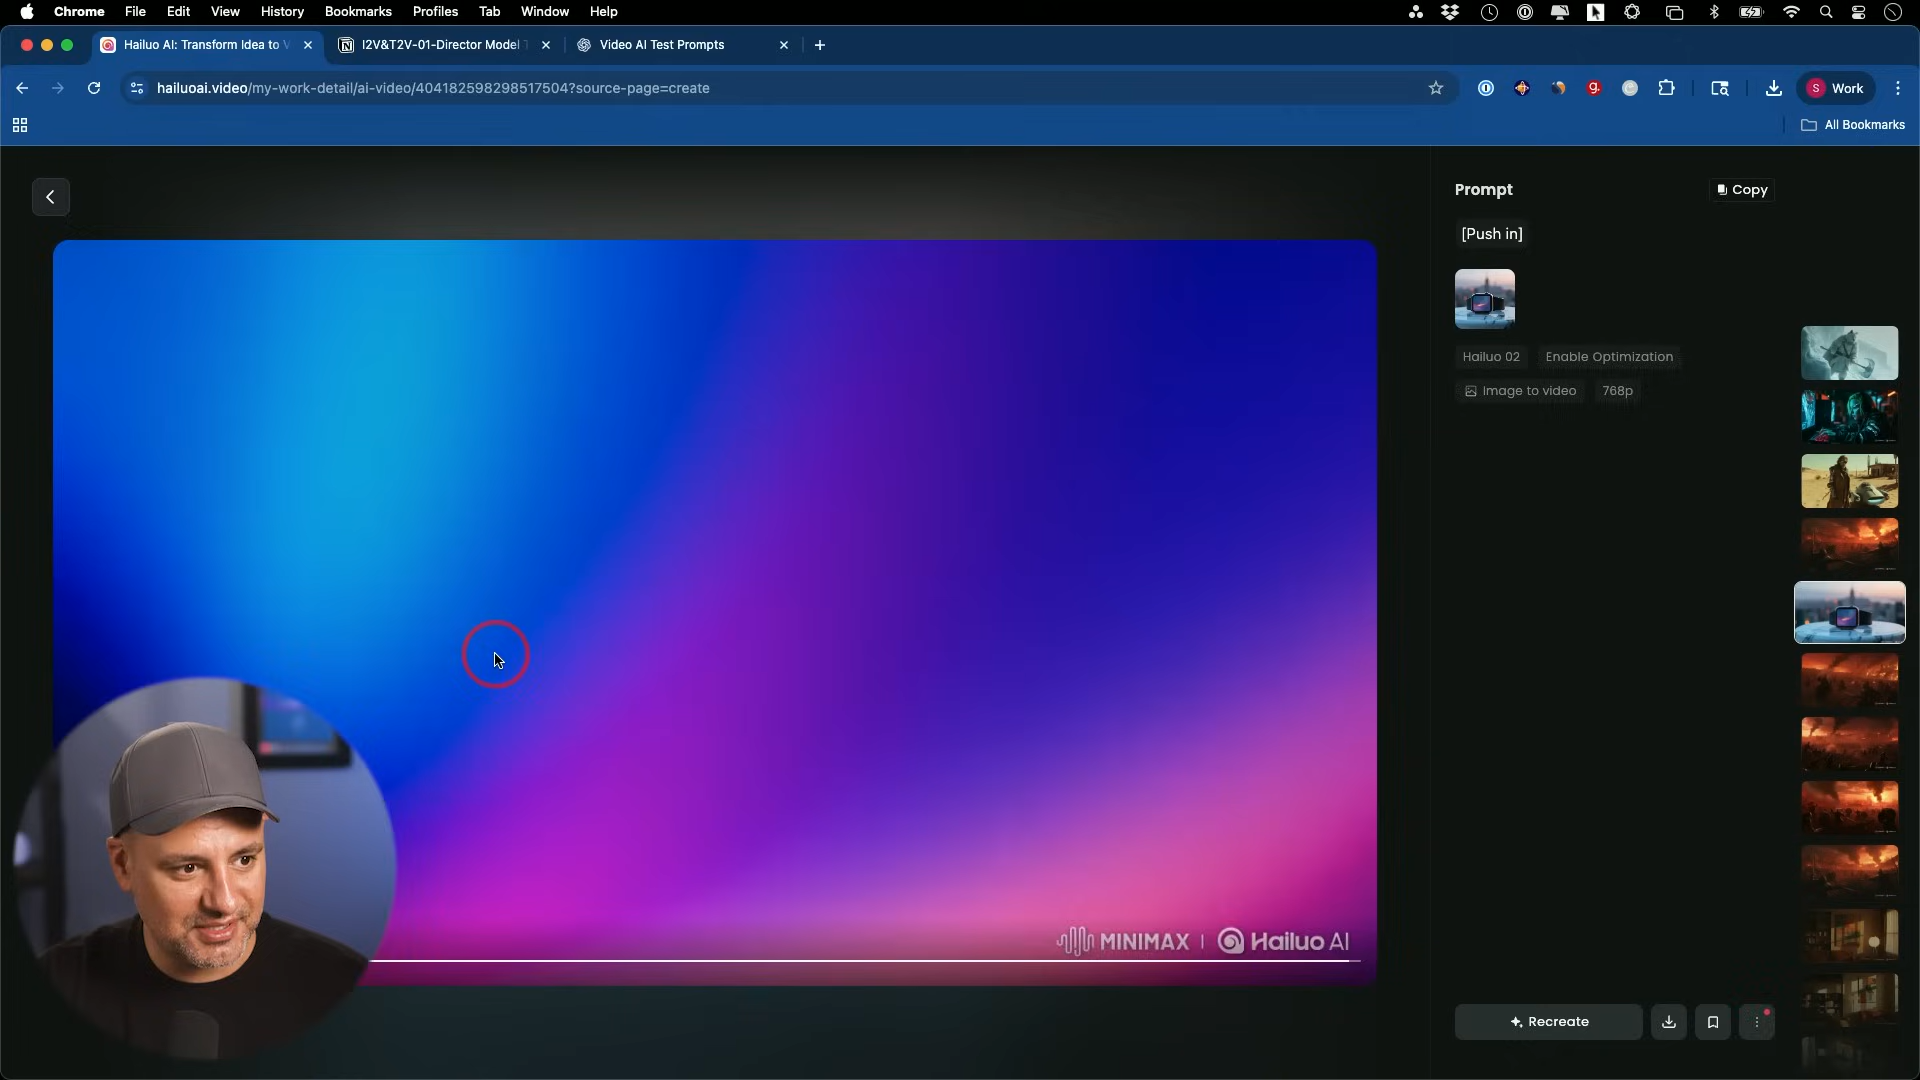 Chrome File Edit View History Bookmarks Profiles Tab Window Help
Hailuo AI: Transform Idea to V
I2V&T2V-01-Director Model T
Video AI Test Prompts
hailuoai.video/my-work-detail/ai-video/404182598298517504?source-page=create
S Work
All Bookmarks
Prompt
Copy
[Push in]
Hailuo 02
Enable Optimization
Image to video
768p
MINIMAX | Hailuo AI
Recreate